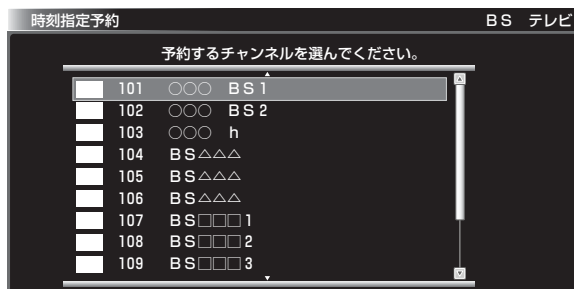 時刻指定予約 BS テレビ
予約するチャンネルを選んでください。
101 ○○○ BS1
102 ○○○ BS2
103 ○○○ h
104 BS△△△
105 BS△△△
106 BS△△△
107 BS□□□1
108 BS□□□2
109 BS□□□3